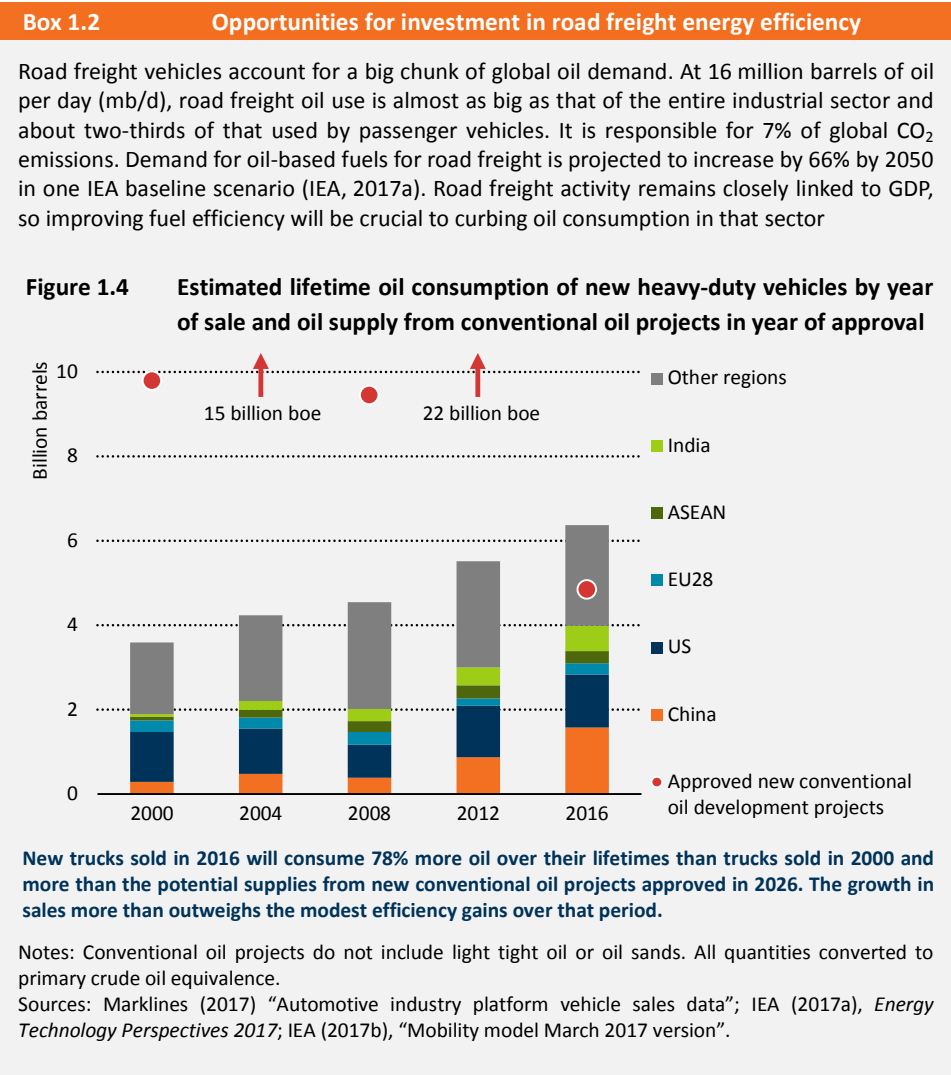 Box 1.2 Opportunities for investment in road freight energy efficiency
Road freight vehicles account for a big chunk of global oil demand. At 16 million barrels of oil
per day (mb/d), road freight oil use is almost as big as that of the entire industrial sector and
about two-thirds of that used by passenger vehicles. It is responsible for 7% of global CO₂
emissions. Demand for oil-based fuels for road freight is projected to increase by 66% by 2050
in one IEA baseline scenario (IEA, 2017a). Road freight activity remains closely linked to GDP,
so improving fuel efficiency will be crucial to curbing oil consumption in that sector
Figure 1.4 Estimated lifetime oil consumption of new heavy-duty vehicles by year
of sale and oil supply from conventional oil projects in year of approval
Billion barrels
10
8
6
4
2
0
15 billion boe
22 billion boe
2000 2004 2008 2012 2016
Other regions
India
ASEAN
EU28
US
China
Approved new conventional
oil development projects
New trucks sold in 2016 will consume 78% more oil over their lifetimes than trucks sold in 2000 and
more than the potential supplies from new conventional oil projects approved in 2026. The growth in
sales more than outweighs the modest efficiency gains over that period.
Notes: Conventional oil projects do not include light tight oil or oil sands. All quantities converted to
primary crude oil equivalence.
Sources: Marklines (2017) “Automotive industry platform vehicle sales data”; IEA (2017a), Energy
Technology Perspectives 2017; IEA (2017b), “Mobility model March 2017 version”.